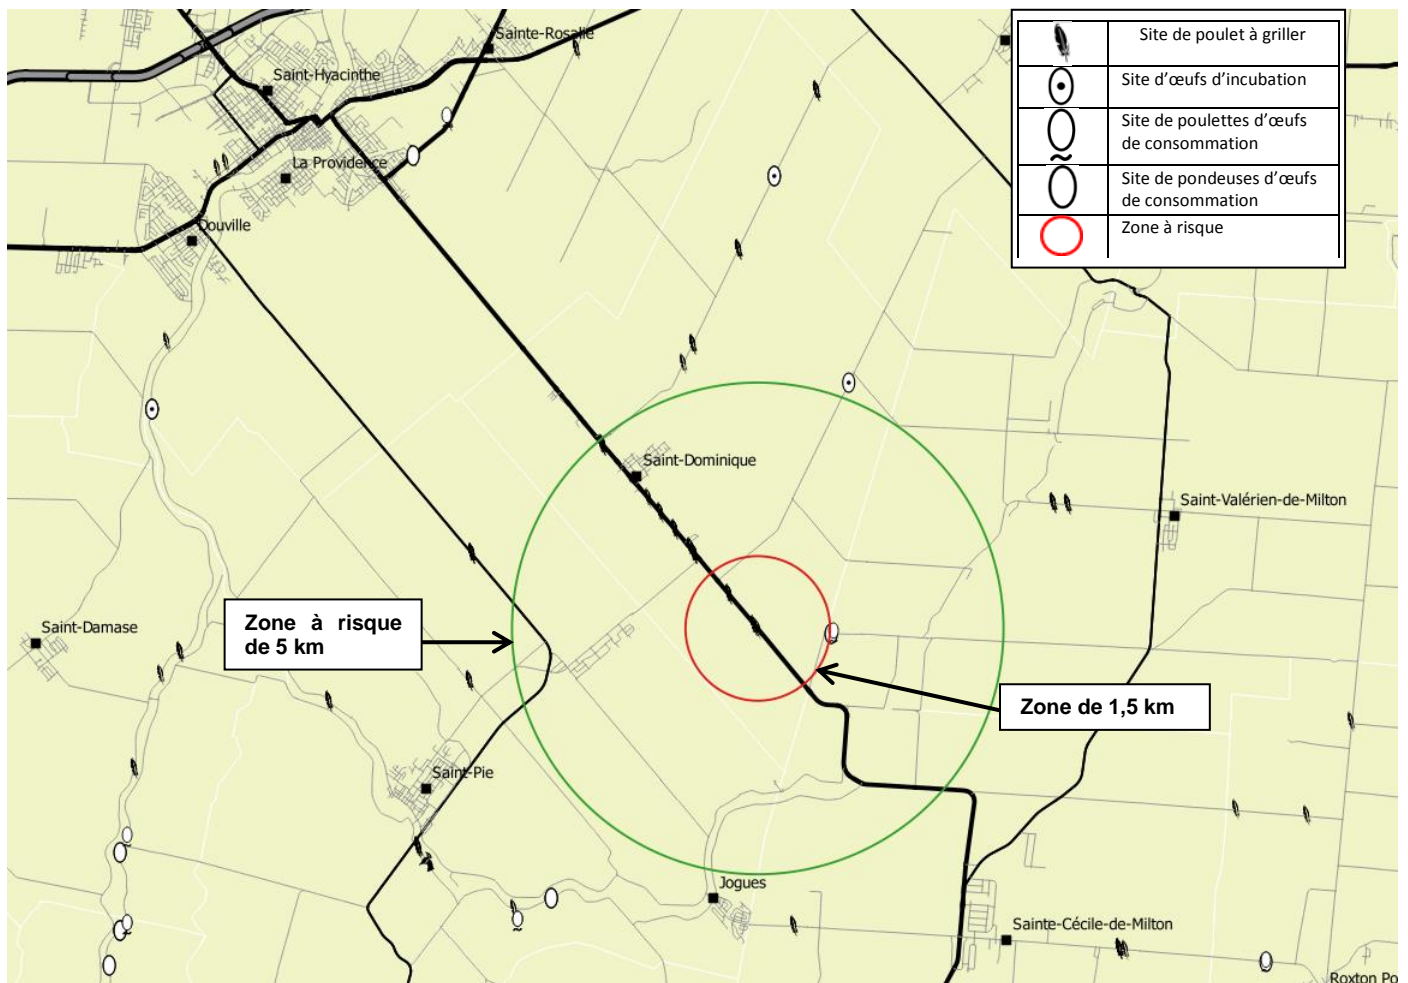 Sainte-Rosalie
Saint-Hyacinthe
La Providence
Douville
Site de poulet à griller
Site d'œufs d'incubation
Site de poulettes d'œufs
de consommation
Site de pondeuses d'œufs
de consommation
Zone à risque
Saint-Dominique
Saint-Valérien-de-Milton
Saint-Damase
Zone à risque
de 5 km
Zone de 1,5 km
Saint-Pie
Jogues
Sainte-Cécile-de-Milton
Roxton Po